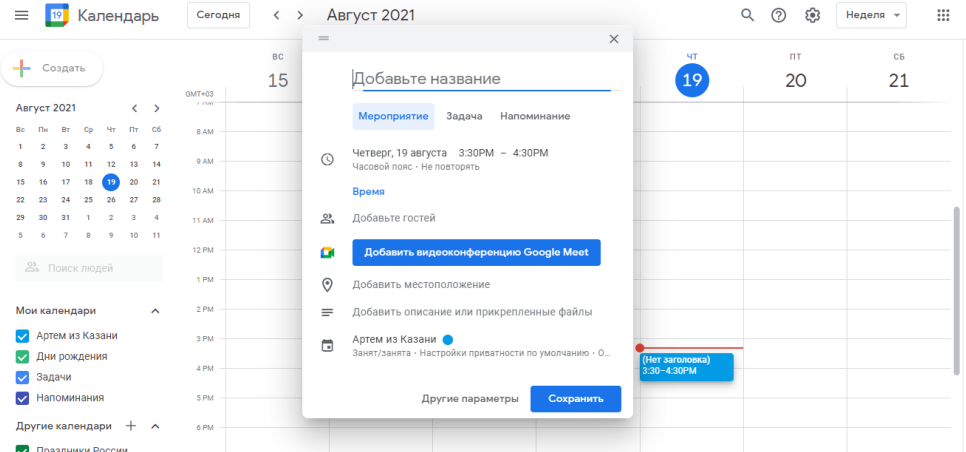 19 Календарь
Сегодня
Август 2021
Неделя
Создать
Август 2021
Вс Пн Вт Ср Чт Пт Сб
1 2 3 4 5 6 7
8 9 10 11 12 13 14
15 16 17 18 19 20 21
22 23 24 25 26 27 28
29 30 31 1 2 3 4
5 6 7 8 9 10 11
Поиск людей
Мои календари
Артем из Казани
Дни рождения
Задачи
Напоминания
Другие календари
Праздники России
GMT+03
ВС
15
ЧТ
19
ПТ
20
СБ
21
7 AM
8 AM
9 AM
10 AM
11 AM
12 PM
1 PM
2 PM
3 PM
4 PM
5 PM
6 PM
Добавьте название
Мероприятие Задача Напоминание
Четверг, 19 августа 3:30PM – 4:30PM
Часовой пояс · Не повторять
Время
Добавьте гостей
Добавить видеоконференцию Google Meet
Добавить местоположение
Добавить описание или прикрепленные файлы
Артем из Казани
Занят/занята · Настройки приватности по умолчанию · О...
Другие параметры Сохранить
(Нет заголовка)
3:30–4:30PM